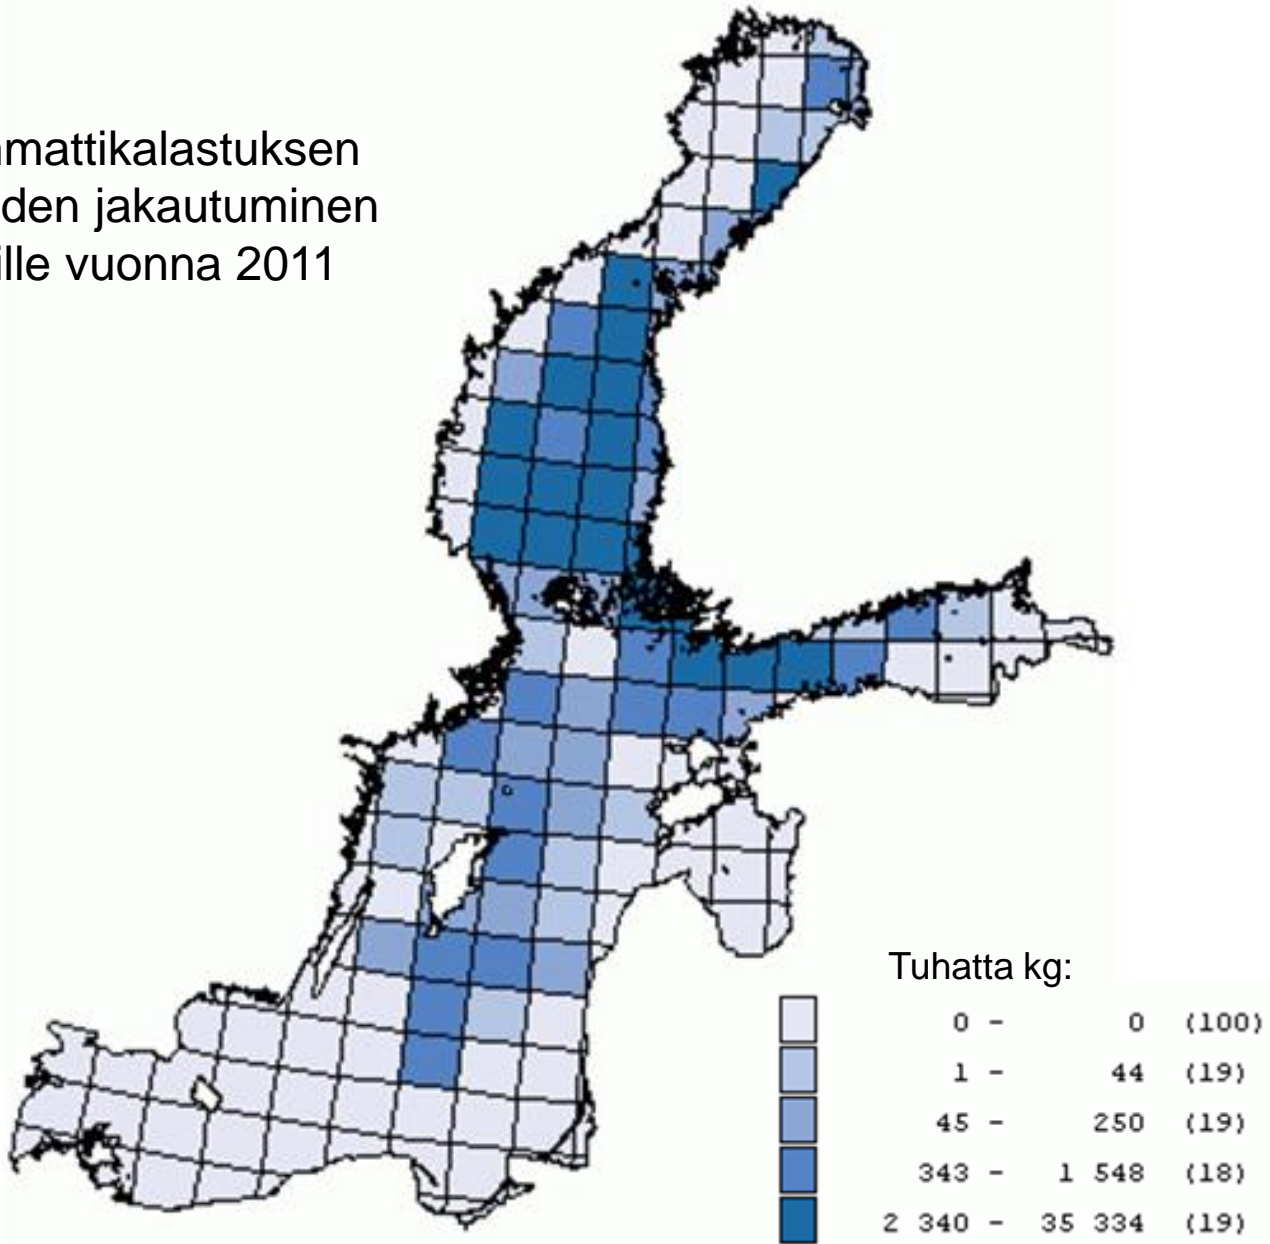 mattikalastuksen
den jakautuminen
ille vuonna 2011
Tuhatta kg:
0 - 0 (100)
1 - 44 (19)
45 - 250 (19)
343 - 1 548 (18)
2 340 - 35 334 (19)